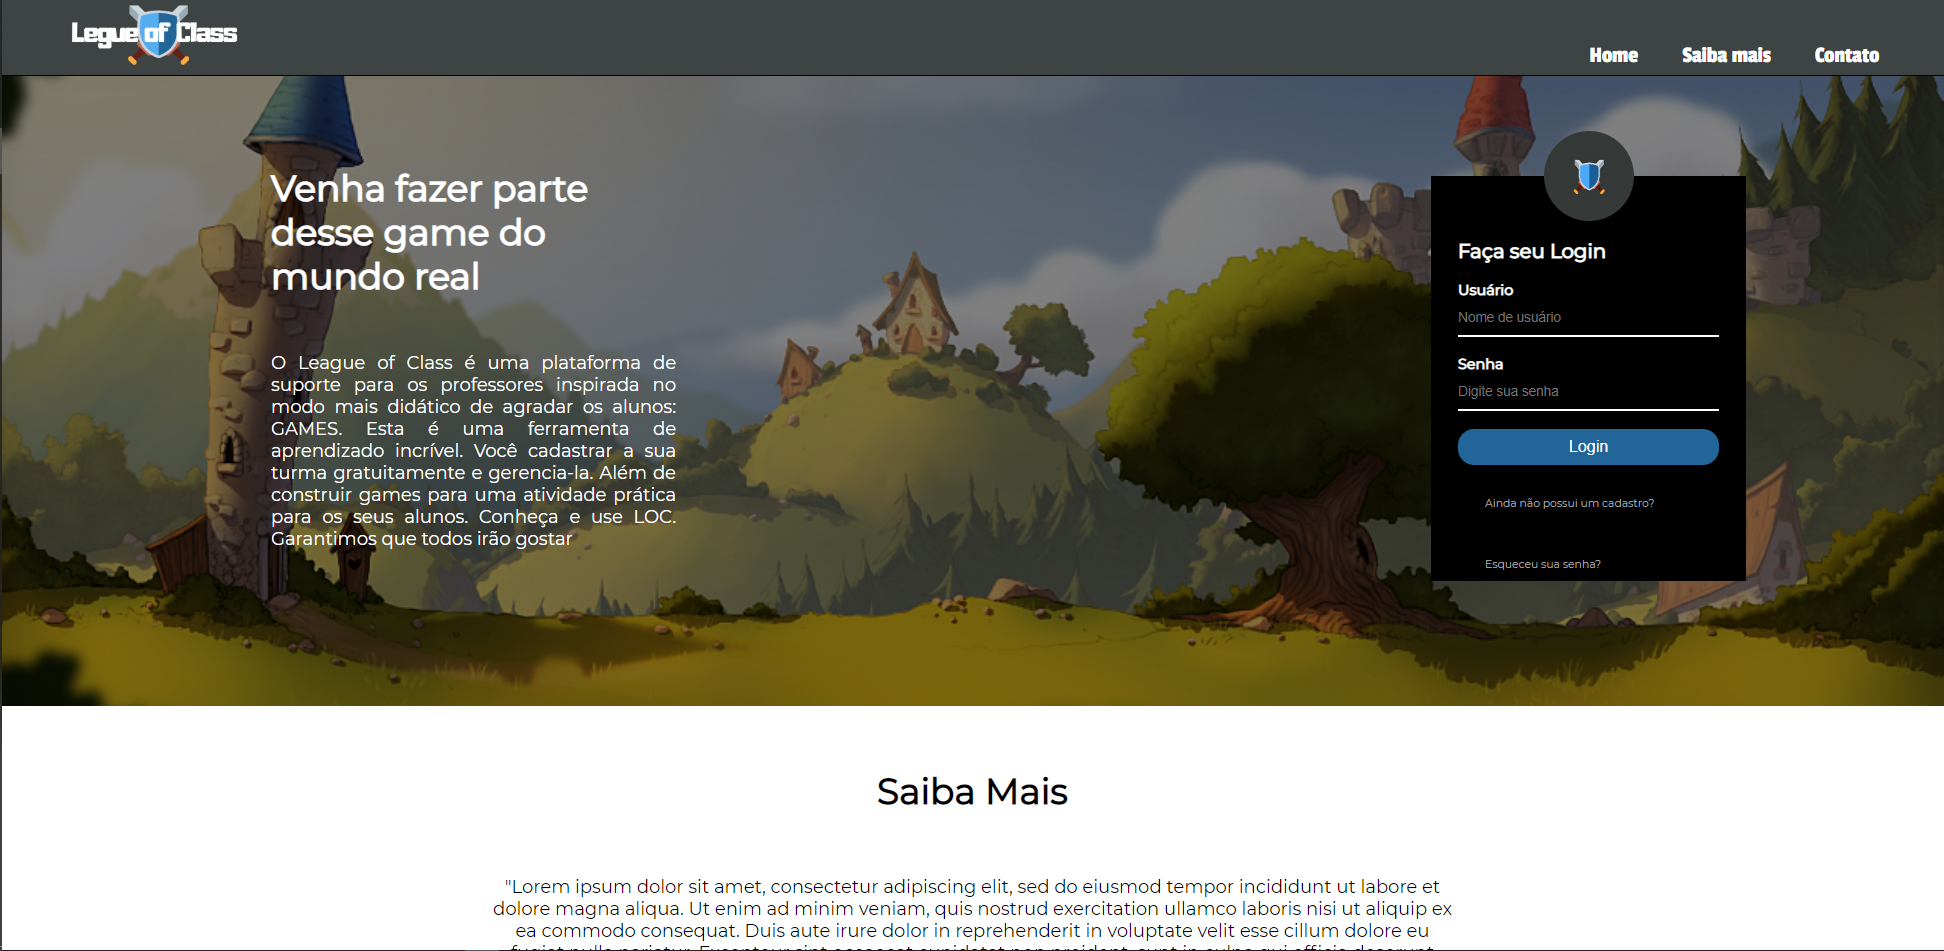 Legue of Class
Home Saiba mais Contato
Venha fazer parte
desse game do
mundo real
O League of Class é uma plataforma de
suporte para os professores inspirada no
modo mais didático de agradar os alunos:
GAMES. Esta é uma ferramenta de
aprendizado incrível. Você cadastrar a sua
turma gratuitamente e gerencia-la. Além de
construir games para uma atividade prática
para os seus alunos. Conheça e use LOC.
Garantimos que todos irão gostar
Faça seu Login
Usuário
Nome de usuário
Senha
Digite sua senha
Login
Ainda não possui um cadastro?
Esqueceu sua senha?
Saiba Mais
"Lorem ipsum dolor sit amet, consectetur adipiscing elit, sed do eiusmod tempor incididunt ut labore et
dolore magna aliqua. Ut enim ad minim veniam, quis nostrud exercitation ullamco laboris nisi ut aliquip ex
ea commodo consequat. Duis aute irure dolor in reprehenderit in voluptate velit esse cillum dolore eu